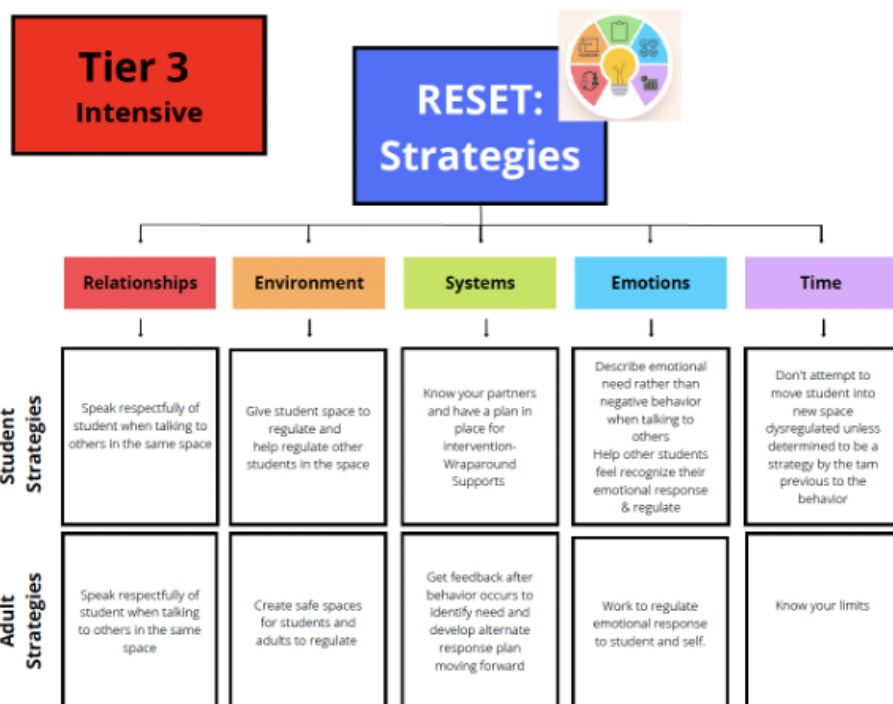 Tier 3
Intensive
RESET:
Strategies
Relationships
Environment
Systems
Emotions
Time
Student
Strategies
Speak respectfully of
student when talking to
others in the same space
Give student space to
regulate and
help regulate other
students in the space
Know your partners
and have a plan in
place for
intervention-
Wraparound
Supports
Describe emotional
need rather than
negative behavior
when talking to
others
Help other students
feel recognize their
emotional response
& regulate
Don't attempt to
move student into
new space
dysregulated unless
determined to be a
strategy by the tam
previous to the
behavior
Adult
Strategies
Speak respectfully of
student when talking
to others in the same
space
Create safe spaces
for students and
adults to regulate
Get feedback after
behavior occurs to
identify need and
develop alternate
response plan
moving forward
Work to regulate
emotional response
to student and self.
Know your limits